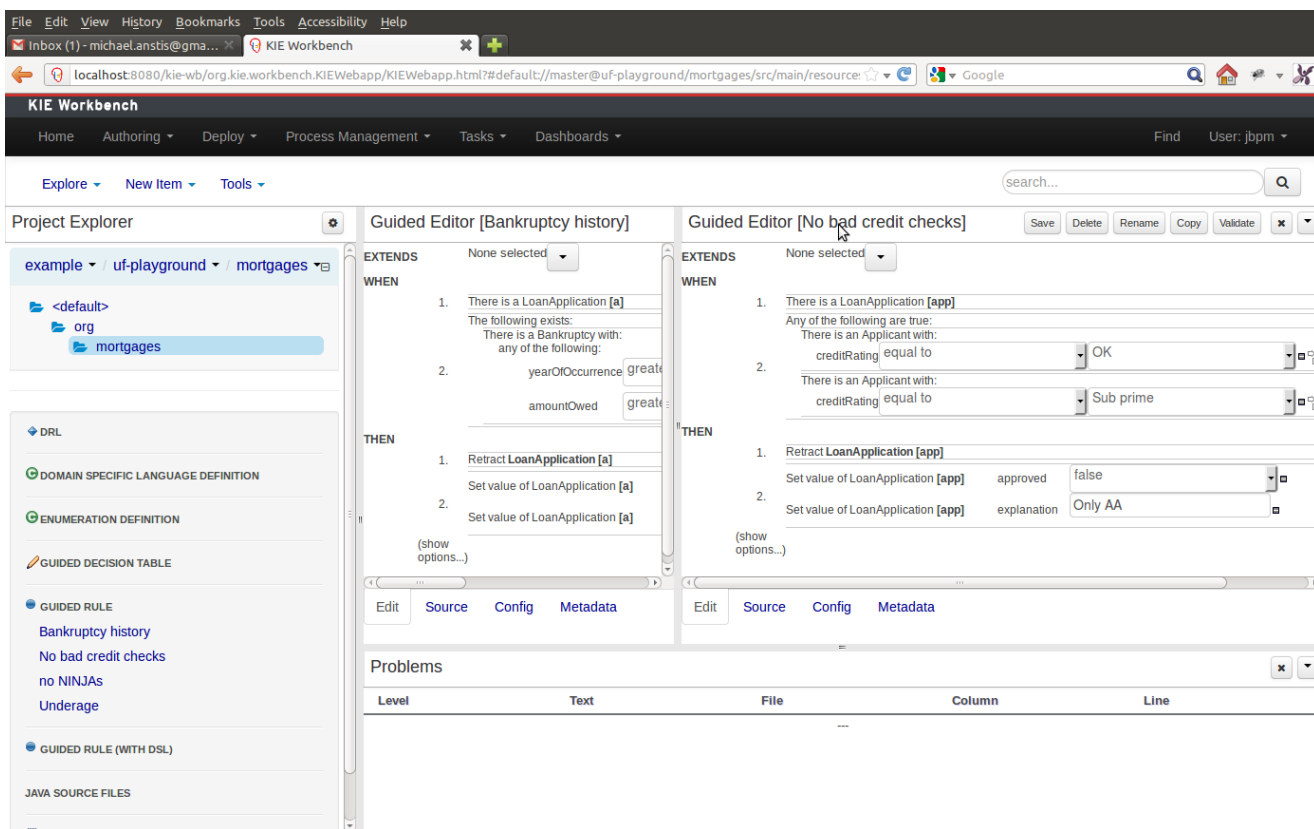 File Edit View History Bookmarks Tools Accessibility Help
Inbox (1) - michael.anstis@gma... KIE Workbench
localhost:8080/kie-wb/org.kie.workbench.KIEWebapp/KIEWebapp.html?#default://master@uf-playground/mortgages/src/main/resource: Google
KIE Workbench
Home Authoring Deploy Process Management Tasks Dashboards Find User: jbpm
Explore New Item Tools search...
Project Explorer
example / uf-playground / mortgages
<default>
org
mortgages
DRL
DOMAIN SPECIFIC LANGUAGE DEFINITION
ENUMERATION DEFINITION
GUIDED DECISION TABLE
GUIDED RULE
Bankruptcy history
No bad credit checks
no NINJAs
Underage
GUIDED RULE (WITH DSL)
JAVA SOURCE FILES
Guided Editor [Bankruptcy history]
EXTENDS None selected
WHEN
1. There is a LoanApplication [a]
The following exists:
There is a Bankruptcy with:
any of the following:
2. yearOfOccurrence greate
amountOwed greate
THEN
1. Retract LoanApplication [a]
Set value of LoanApplication [a]
2.
Set value of LoanApplication [a]
(show
options...)
Edit Source Config Metadata
Guided Editor [No bad credit checks] Save Delete Rename Copy Validate
EXTENDS None selected
WHEN
1. There is a LoanApplication [app]
Any of the following are true:
There is an Applicant with:
creditRating equal to OK
2.
There is an Applicant with:
creditRating equal to Sub prime
THEN
1. Retract LoanApplication [app]
Set value of LoanApplication [app] approved false
2.
Set value of LoanApplication [app] explanation Only AA
(show
options...)
Edit Source Config Metadata
Problems
Level Text File Column Line
---